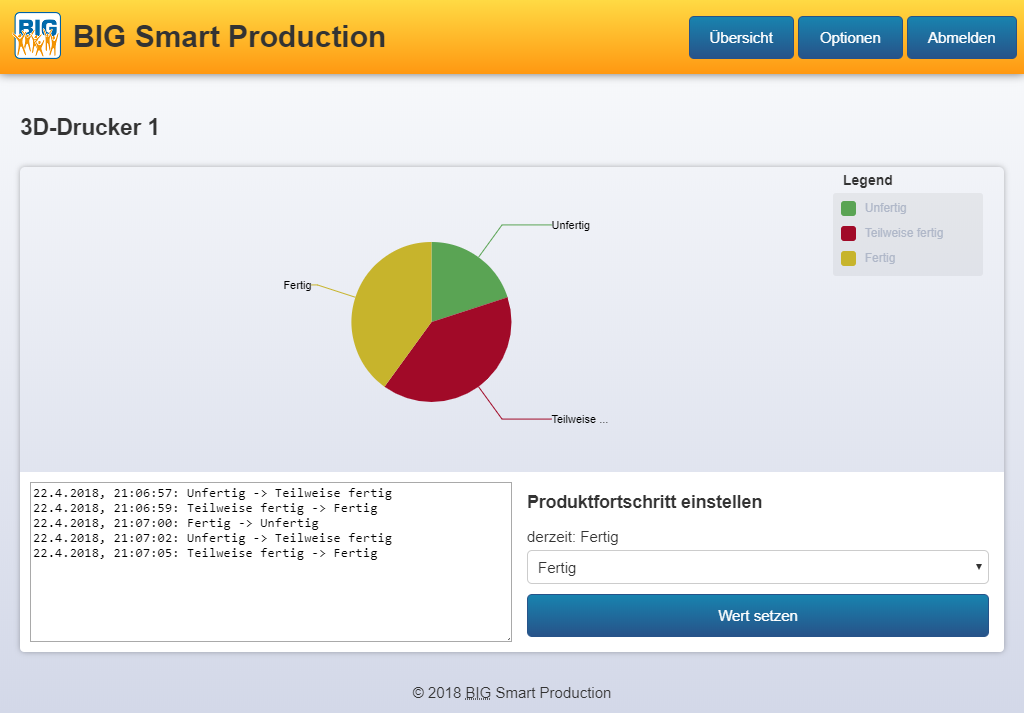 BIG
BIG Smart Production
Übersicht
Optionen
Abmelden
3D-Drucker 1
Legend
Unfertig
Teilweise fertig
Fertig
Unfertig
Fertig
Teilweise ...
22.4.2018, 21:06:57: Unfertig -> Teilweise fertig
22.4.2018, 21:06:59: Teilweise fertig -> Fertig
22.4.2018, 21:07:00: Fertig -> Unfertig
22.4.2018, 21:07:02: Unfertig -> Teilweise fertig
22.4.2018, 21:07:05: Teilweise fertig -> Fertig
Produktfortschritt einstellen
derzeit: Fertig
Fertig
Wert setzen
© 2018 BIG Smart Production